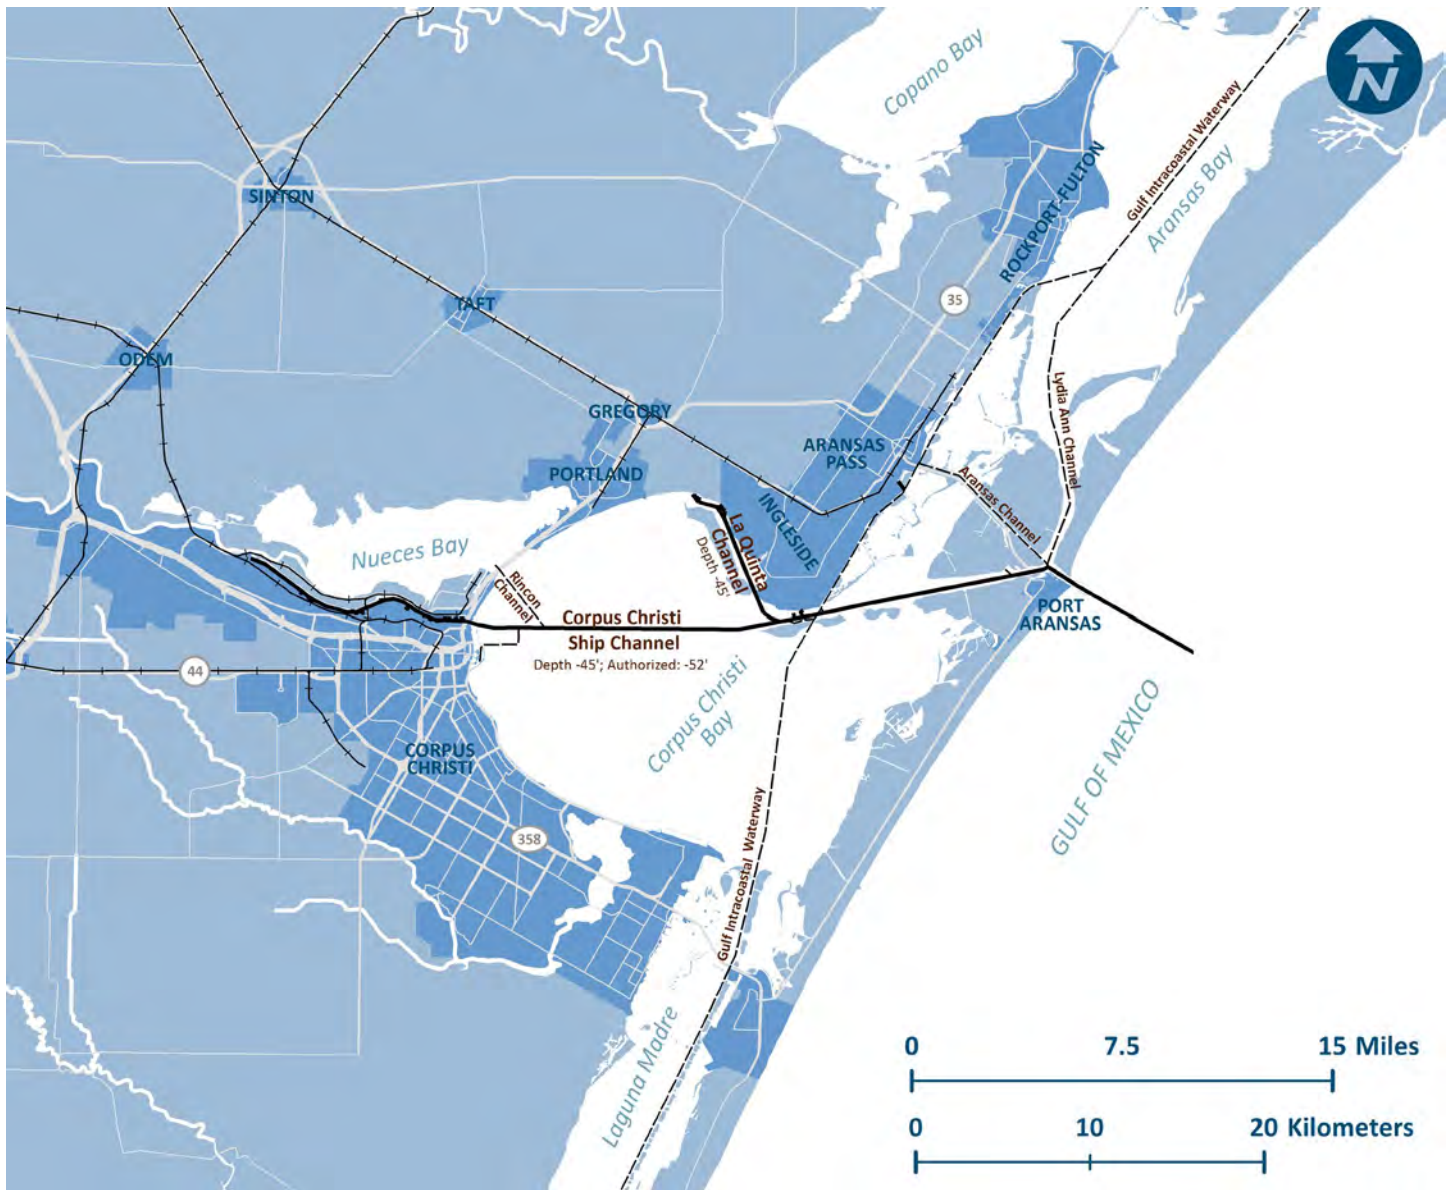 N
Copano Bay
Gulf Intracoastal Waterway
Aransas Bay
ROCKPORT-FULTON
SINTON
35
TAFT
ODEM
Lydia Ann Channel
GREGORY
ARANSAS
PASS
PORTLAND
Aransas Channel
INGLESIDE
La Quinta
Channel
Depth -45'
Nueces Bay
Rincon
Channel
Corpus Christi
Ship Channel
Depth -45'; Authorized: -52'
PORT
ARANSAS
44
Corpus Christi
Bay
GULF OF MEXICO
CORPUS
CHRISTI
358
Gulf Intracoastal Waterway
Laguna Madre
0 7.5 15 Miles
0 10 20 Kilometers